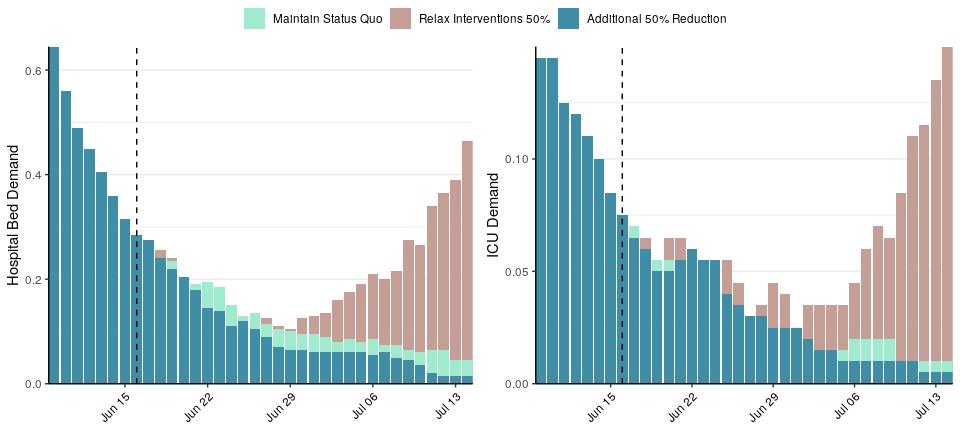 Maintain Status Quo Relax Interventions 50% Additional 50% Reduction
Hospital Bed Demand
0.6
0.4
0.2
0.0
Jun 15 Jun 22 Jun 29 Jul 06 Jul 13
ICU Demand
0.10
0.05
0.00
Jun 15 Jun 22 Jun 29 Jul 06 Jul 13